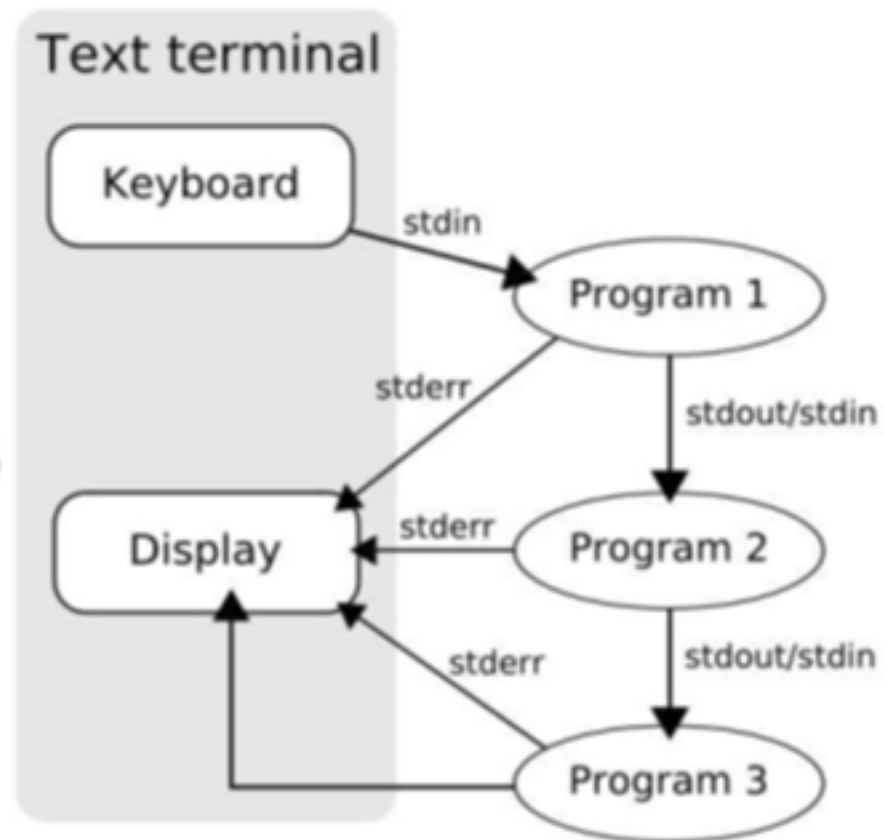 Text terminal
Keyboard
stdin
Program 1
stderr
stdout/stdin
Display
stderr
Program 2
stderr
stdout/stdin
Program 3